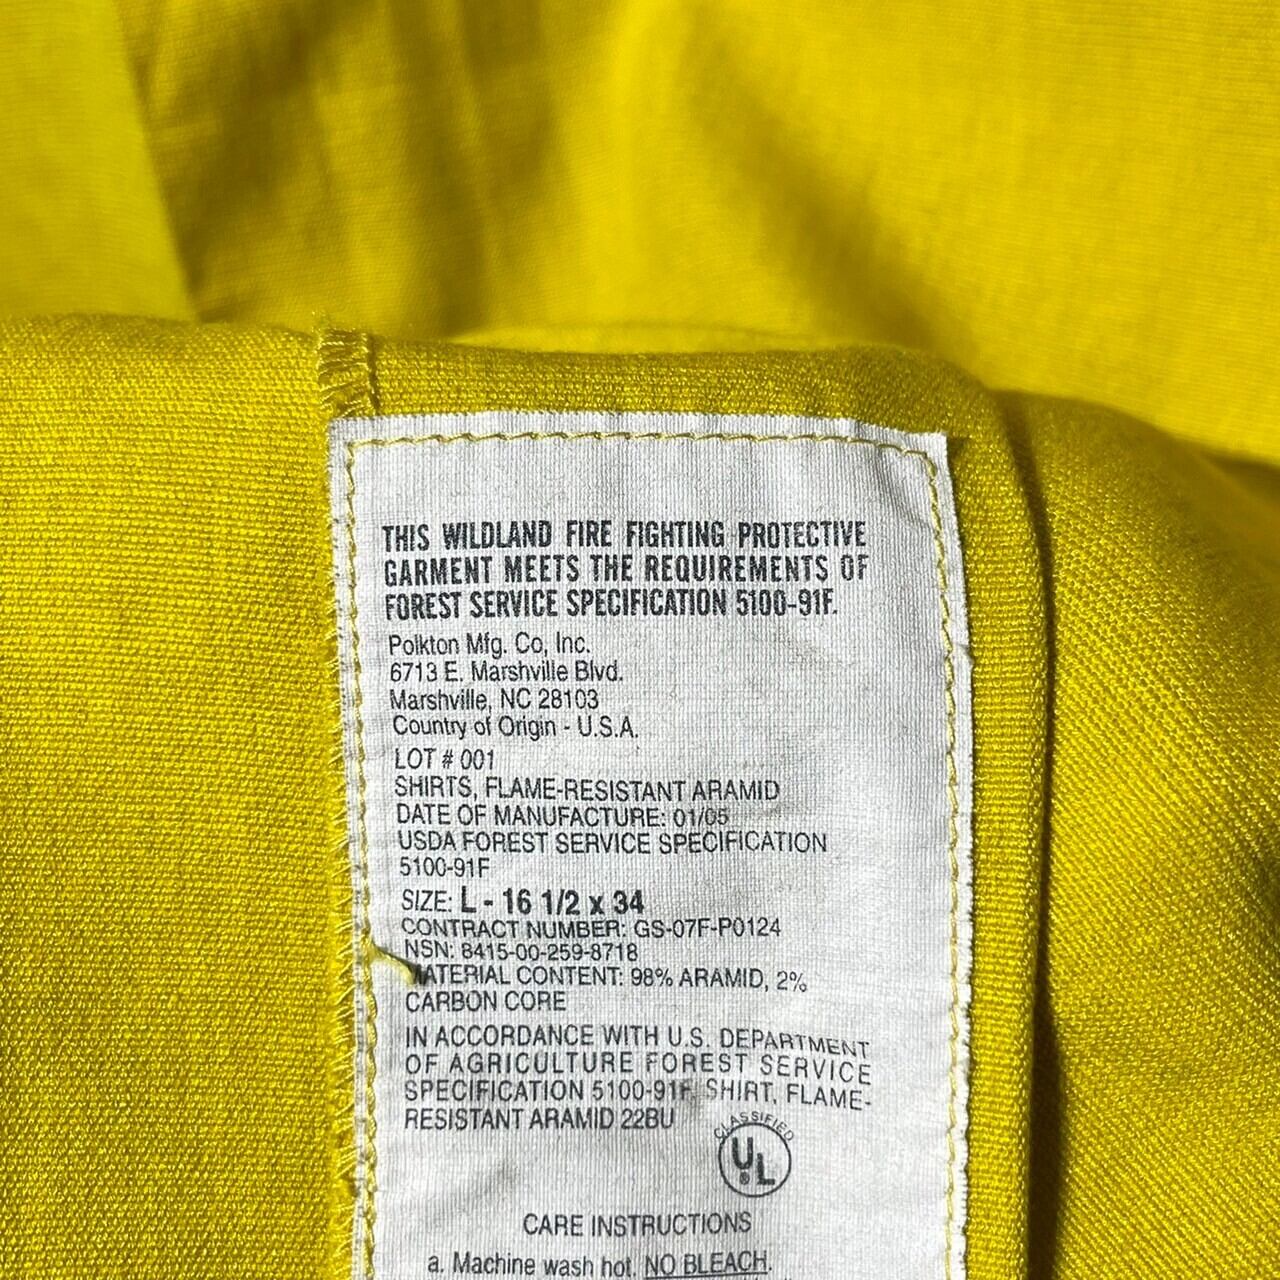 THIS WILDLAND FIRE FIGHTING PROTECTIVE
GARMENT MEETS THE REQUIREMENTS OF
FOREST SERVICE SPECIFICATION 5100-91F.
Polkton Mfg. Co, Inc.
6713 E. Marshville Blvd.
Marshville, NC 28103
Country of Origin - U.S.A.
LOT # 001
SHIRTS, FLAME-RESISTANT ARAMID
DATE OF MANUFACTURE: 01/05
USDA FOREST SERVICE SPECIFICATION
5100-91F
SIZE: L - 16 1/2 x 34
CONTRACT NUMBER: GS-07F-P0124
NSN: 8415-00-259-8718
MATERIAL CONTENT: 98% ARAMID, 2%
CARBON CORE
IN ACCORDANCE WITH U.S. DEPARTMENT
OF AGRICULTURE FOREST SERVICE
SPECIFICATION 5100-91F, SHIRT, FLAME-
RESISTANT ARAMID 22BU
CLASSIFIED
UL
®
CARE INSTRUCTIONS
a. Machine wash hot. NO BLEACH.